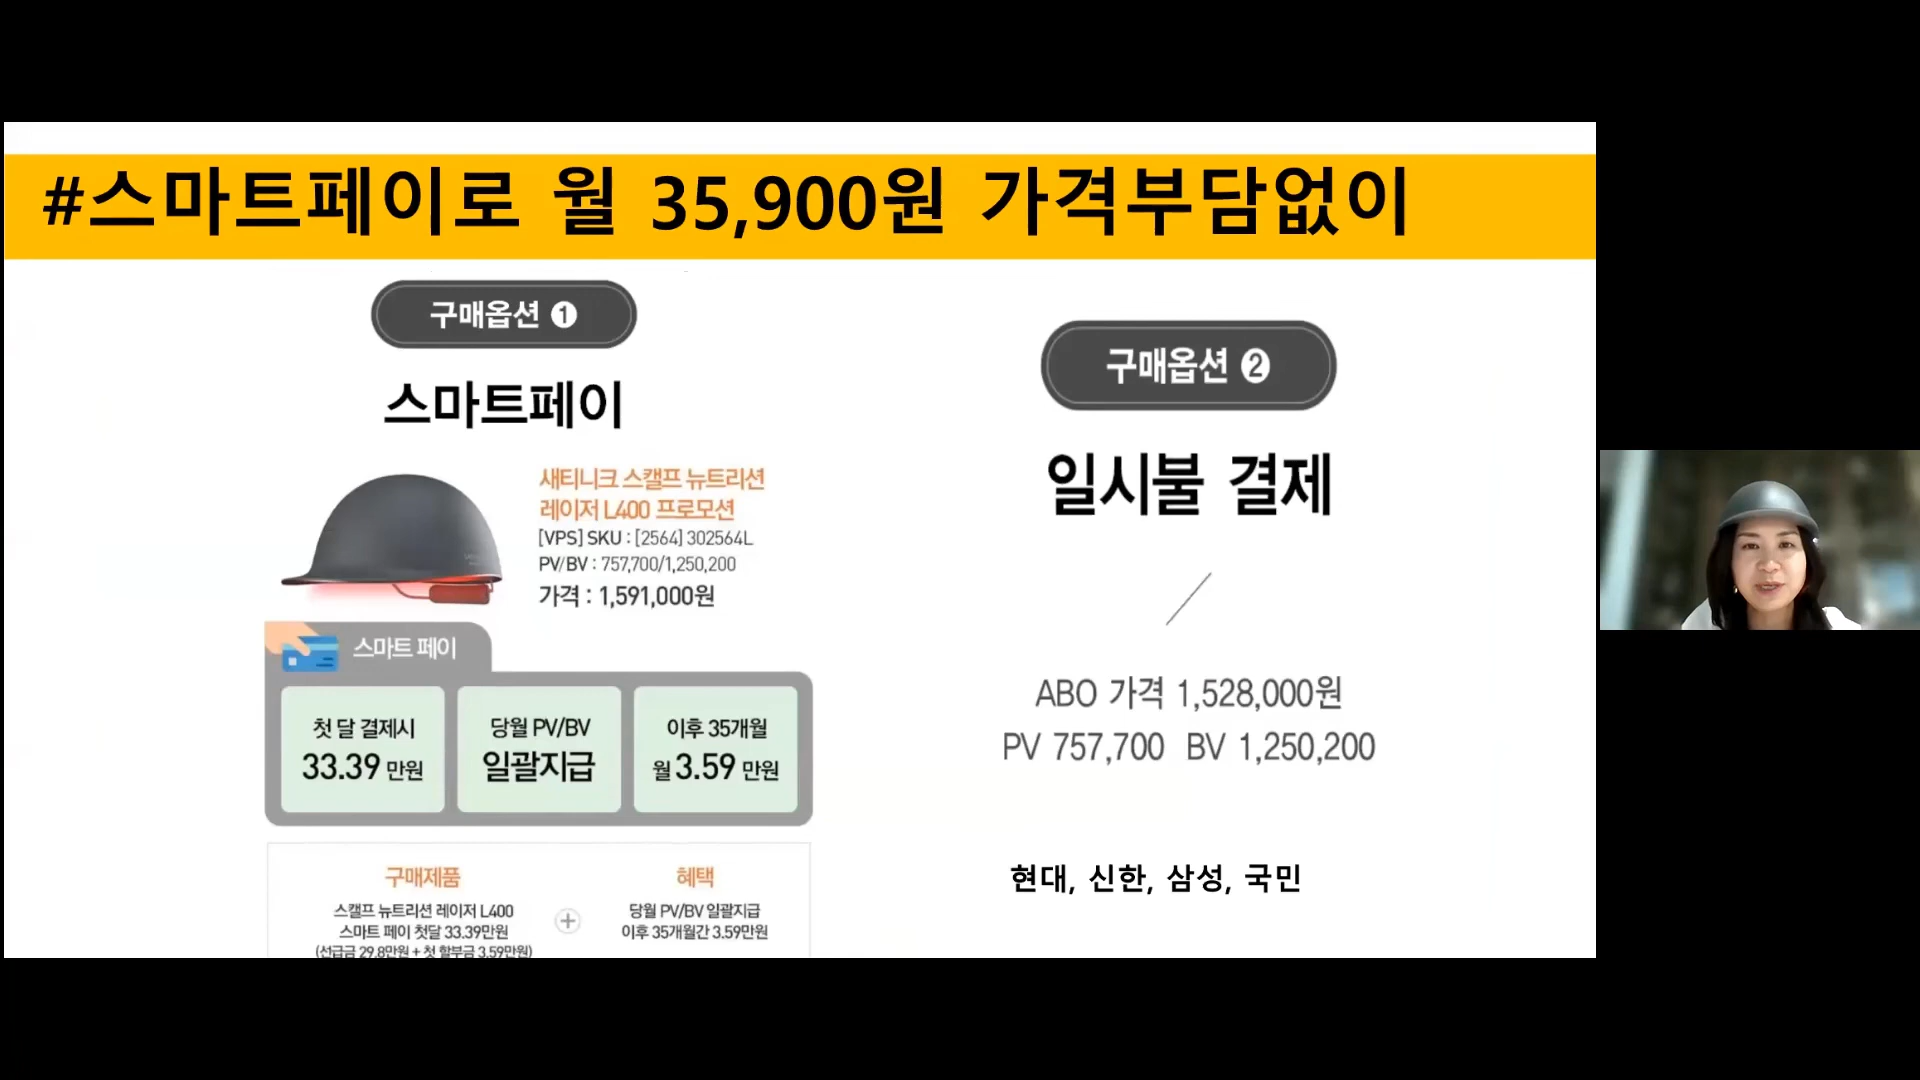 #스마트페이로 월 35,900원 가격부담없이
구매옵션 ❶
스마트페이
새티니크 스캘프 뉴트리션
레이저 L400 프로모션
[VPS] SKU : [2564] 302564L
PV/BV : 757,700/1,250,200
가격 : 1,591,000원
스마트 페이
첫 달 결제시
33.39 만원
당월 PV/BV
일괄지급
이후 35개월
월 3.59 만원
구매제품
스캘프 뉴트리션 레이저 L400
스마트 페이 첫달 33.39만원
(선급금 29.8만원 + 첫 할부금 3.59만원)
+
혜택
당월 PV/BV 일괄지급
이후 35개월간 3.59만원
구매옵션 ❷
일시불 결제
ABO 가격 1,528,000원
PV 757,700 BV 1,250,200
현대, 신한, 삼성, 국민